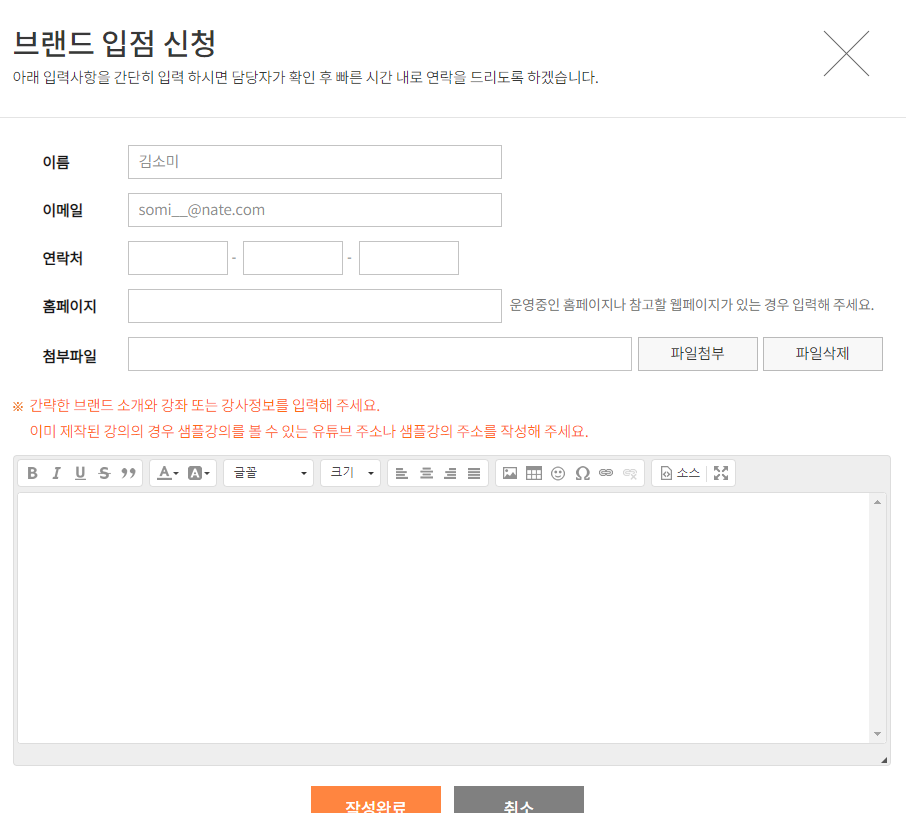 브랜드 입점 신청
아래 입력사항을 간단히 입력 하시면 담당자가 확인 후 빠른 시간 내로 연락을 드리도록 하겠습니다.
이름 김소미
이메일 somi__@nate.com
연락처 - -
홈페이지 운영중인 홈페이지나 참고할 웹페이지가 있는 경우 입력해 주세요.
첨부파일 파일첨부 파일삭제
※ 간략한 브랜드 소개와 강좌 또는 강사정보를 입력해 주세요.
이미 제작된 강의의 경우 샘플강의를 볼 수 있는 유튜브 주소나 샘플강의 주소를 작성해 주세요.
B I U S ” A A 글꼴 크기 Ω 소스
작성완료 취소